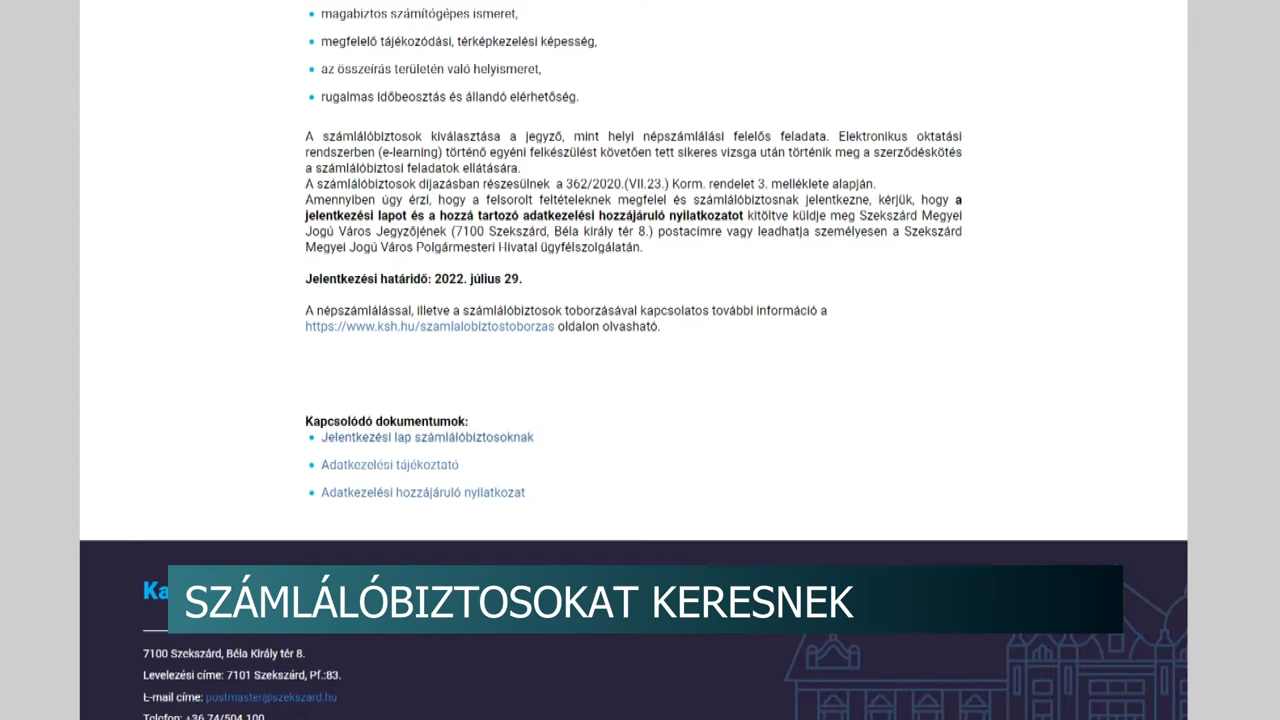 magabiztos számítógépes ismeret,
megfelelő tájékozódási, térképkezelési képesség,
az összeírás területén való helyismeret,
rugalmas időbeosztás és állandó elérhetőség.
A számlálóbiztosok kiválasztása a jegyző, mint helyi népszámlálási felelős feladata. Elektronikus oktatási
rendszerben (e-learning) történő egyéni felkészülést követően tett sikeres vizsga után történik meg a szerződéskötés
a számlálóbiztosi feladatok ellátására.
A számlálóbiztosok díjazásban részesülnek a 362/2020.(VII.23.) Korm. rendelet 3. melléklete alapján.
Amennyiben úgy érzi, hogy a felsorolt feltételeknek megfelel és számlálóbiztosnak jelentkezne, kérjük, hogy a
jelentkezési lapot és a hozzá tartozó adatkezelési hozzájáruló nyilatkozatot kitöltve küldje meg Szekszárd Megyei
Jogú Város Jegyzőjének (7100 Szekszárd, Béla király tér 8.) postacímre vagy leadhatja személyesen a Szekszárd
Megyei Jogú Város Polgármesteri Hivatal ügyfélszolgálatán.
Jelentkezési határidő: 2022. július 29.
A népszámlálással, illetve a számlálóbiztosok toborzásával kapcsolatos további információ a
https://www.ksh.hu/szamlalobiztostoborzas oldalon olvasható.
Kapcsolódó dokumentumok:
Jelentkezési lap számlálóbiztosoknak
Adatkezelési tájékoztató
Adatkezelési hozzájáruló nyilatkozat
Ka
SZÁMLÁLÓBIZTOSOKAT KERESNEK
7100 Szekszárd, Béla Király tér 8.
Levelezési címe: 7101 Szekszárd, Pf.:83.
E-mail címe: postmaster@szekszard.hu
Telefon: +36 74/504 100